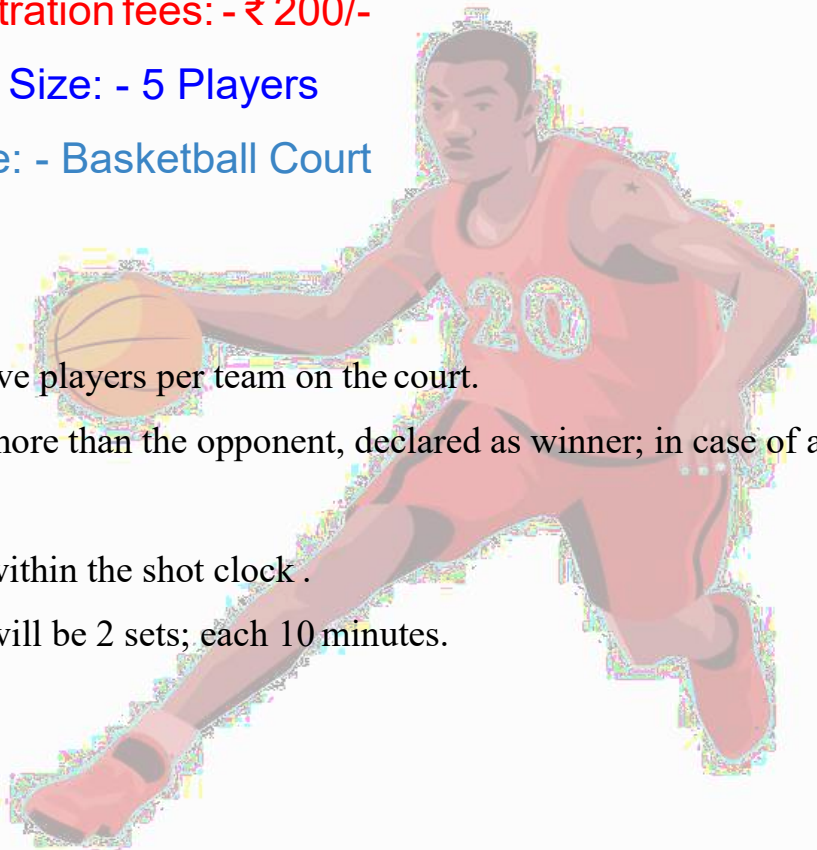 tration fees: - ₹ 200/-
Size: - 5 Players
e: - Basketball Court
20
ve players per team on the court.
more than the opponent, declared as winner; in case of a
within the shot clock .
will be 2 sets; each 10 minutes.